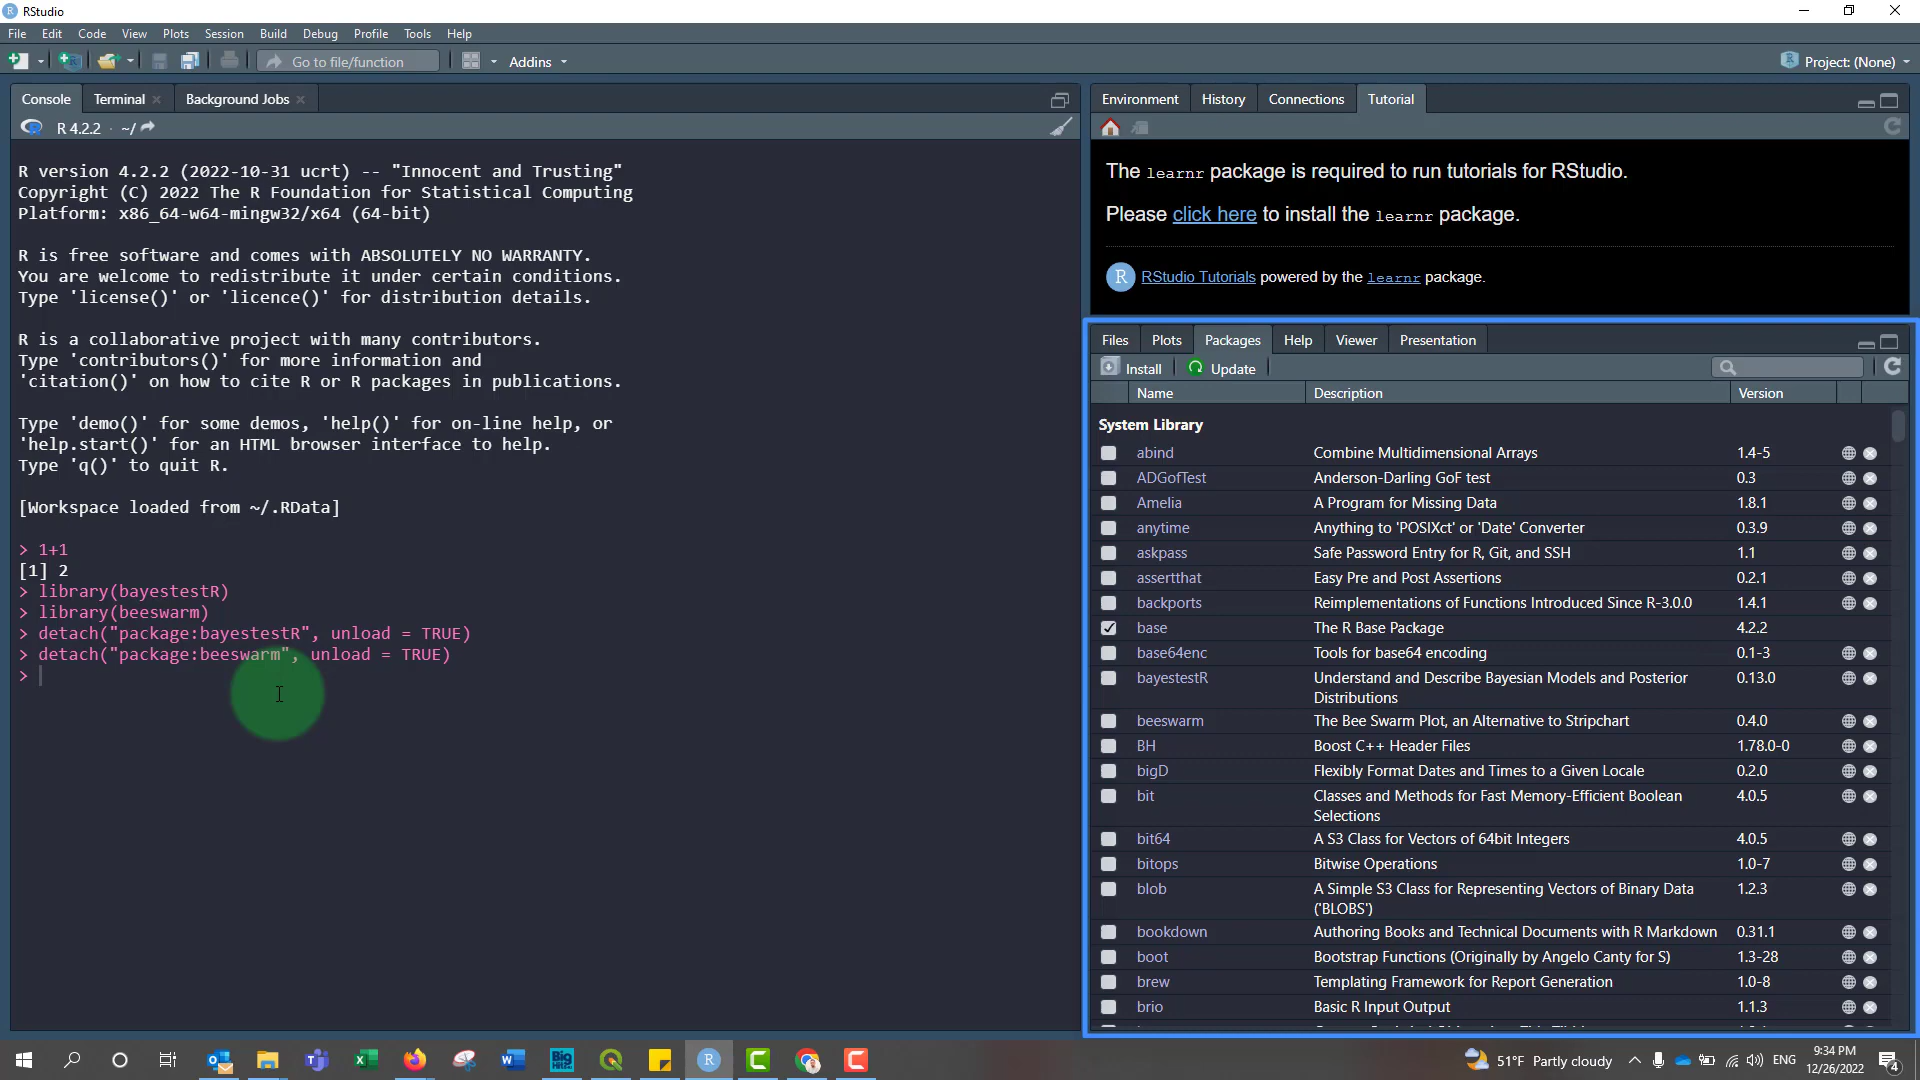 RStudio
File Edit Code View Plots Session Build Debug Profile Tools Help
Go to file/function Addins Project: (None)
Console Terminal Background Jobs
R 4.2.2 · ~/
R version 4.2.2 (2022-10-31 ucrt) -- "Innocent and Trusting"
Copyright (C) 2022 The R Foundation for Statistical Computing
Platform: x86_64-w64-mingw32/x64 (64-bit)
R is free software and comes with ABSOLUTELY NO WARRANTY.
You are welcome to redistribute it under certain conditions.
Type 'license()' or 'licence()' for distribution details.
R is a collaborative project with many contributors.
Type 'contributors()' for more information and
'citation()' on how to cite R or R packages in publications.
Type 'demo()' for some demos, 'help()' for on-line help, or
'help.start()' for an HTML browser interface to help.
Type 'q()' to quit R.
[Workspace loaded from ~/.RData]
> 1+1
[1] 2
> library(bayestestR)
> library(beeswarm)
> detach("package:bayestestR", unload = TRUE)
> detach("package:beeswarm", unload = TRUE)
>
Environment History Connections Tutorial
The learnr package is required to run tutorials for RStudio.
Please click here to install the learnr package.
R RStudio Tutorials powered by the learnr package.
Files Plots Packages Help Viewer Presentation
Install Update
Name Description Version
System Library
abind Combine Multidimensional Arrays 1.4-5
ADGofTest Anderson-Darling GoF test 0.3
Amelia A Program for Missing Data 1.8.1
anytime Anything to 'POSIXct' or 'Date' Converter 0.3.9
askpass Safe Password Entry for R, Git, and SSH 1.1
assertthat Easy Pre and Post Assertions 0.2.1
backports Reimplementations of Functions Introduced Since R-3.0.0 1.4.1
base The R Base Package 4.2.2
base64enc Tools for base64 encoding 0.1-3
bayestestR Understand and Describe Bayesian Models and Posterior 0.13.0
Distributions
beeswarm The Bee Swarm Plot, an Alternative to Stripchart 0.4.0
BH Boost C++ Header Files 1.78.0-0
bigD Flexibly Format Dates and Times to a Given Locale 0.2.0
bit Classes and Methods for Fast Memory-Efficient Boolean 4.0.5
Selections
bit64 A S3 Class for Vectors of 64bit Integers 4.0.5
bitops Bitwise Operations 1.0-7
blob A Simple S3 Class for Representing Vectors of Binary Data 1.2.3
('BLOBS')
bookdown Authoring Books and Technical Documents with R Markdown 0.31.1
boot Bootstrap Functions (Originally by Angelo Canty for S) 1.3-28
brew Templating Framework for Report Generation 1.0-8
brio Basic R Input Output 1.1.3
51°F Partly cloudy ENG 9:34 PM
12/26/2022 4